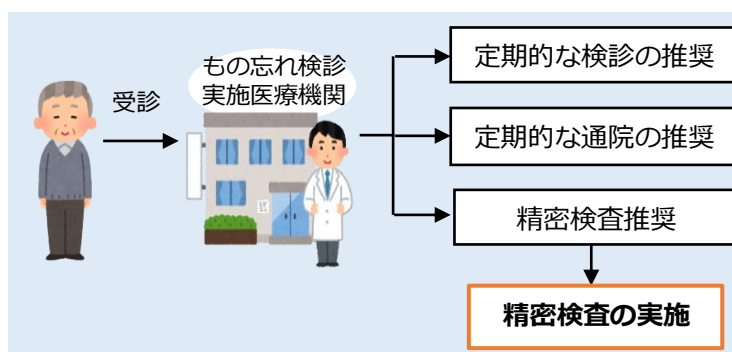 受診
もの忘れ検診
実施医療機関
定期的な検診の推奨
定期的な通院の推奨
精密検査推奨
精密検査の実施